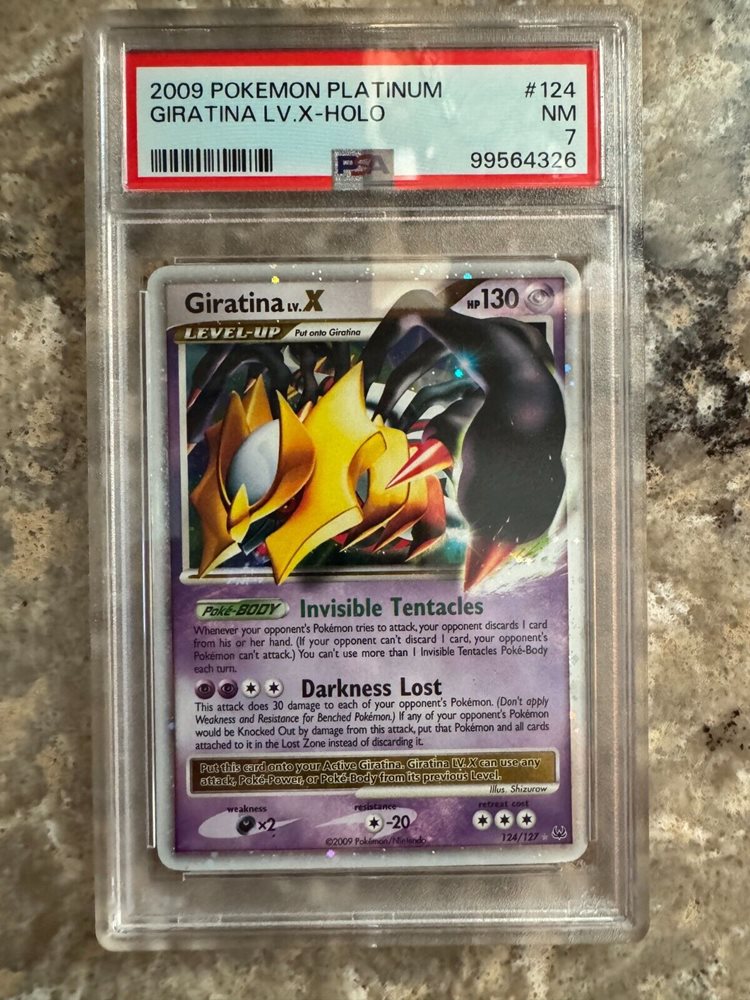 2009 POKEMON PLATINUM #124
GIRATINA LV.X-HOLO NM
7
PSA 99564326
Giratina LV.X HP 130
LEVEL-UP Put onto Giratina
Poké-BODY Invisible Tentacles
Whenever your opponent's Pokémon tries to attack, your opponent discards 1 card
from his or her hand. (If your opponent can't discard 1 card, your opponent's
Pokémon can't attack.) You can't use more than 1 Invisible Tentacles Poké-Body
each turn.
Darkness Lost
This attack does 30 damage to each of your opponent's Pokémon. (Don't apply
Weakness and Resistance for Benched Pokémon.) If any of your opponent's Pokémon
would be Knocked Out by damage from this attack, put that Pokémon and all cards
attached to it in the Lost Zone instead of discarding it.
Put this card onto your Active Giratina. Giratina LV.X can use any
attack, Poké-Power, or Poké-Body from its previous Level.
Illus. Shizurow
weakness resistance retreat cost
×2 -20
©2009 Pokémon/Nintendo 124/127